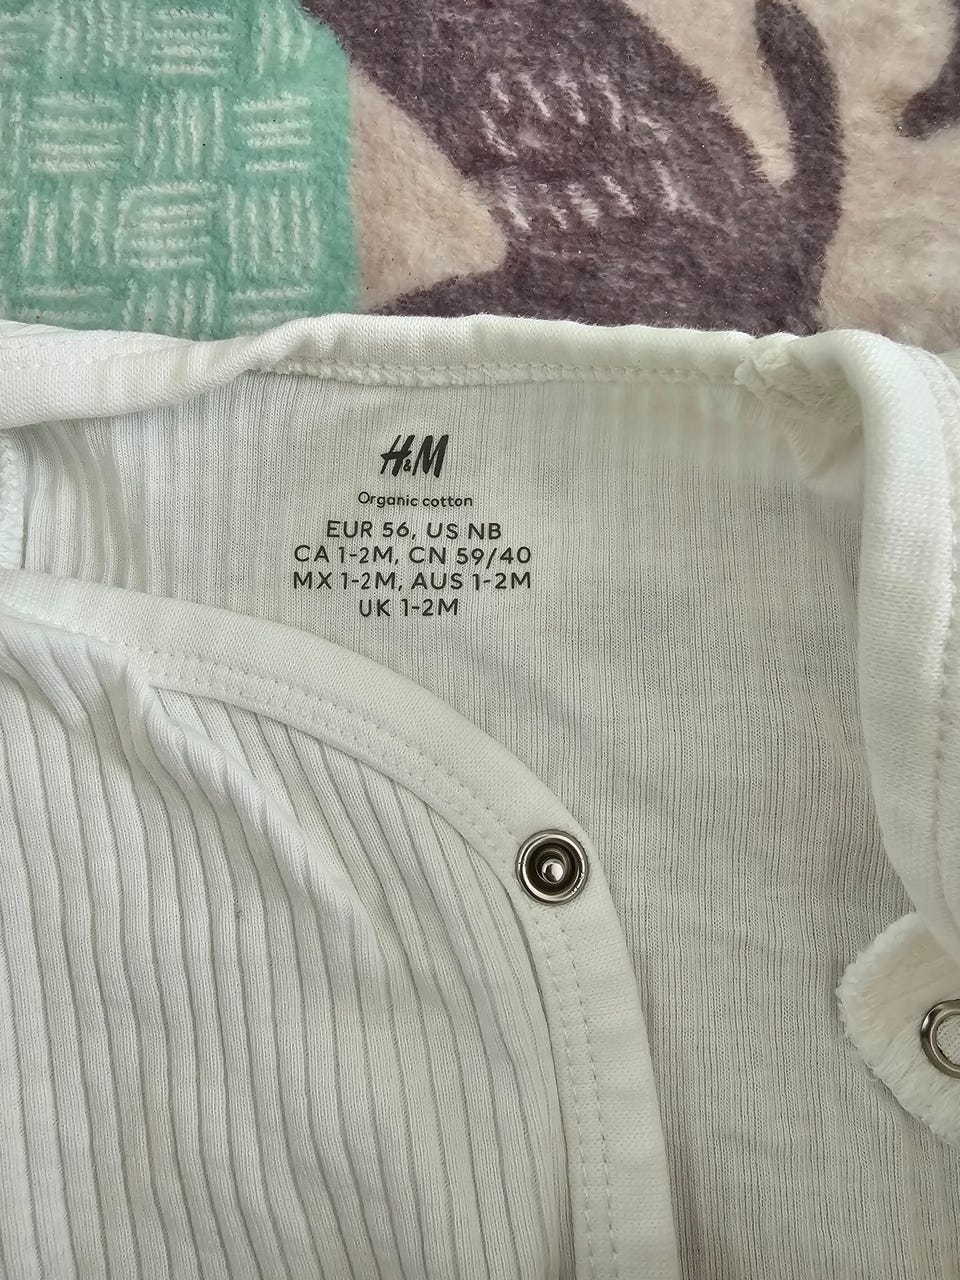 H&M
Organic cotton
EUR 56, US NB
CA 1-2M, CN 59/40
MX 1-2M, AUS 1-2M
UK 1-2M